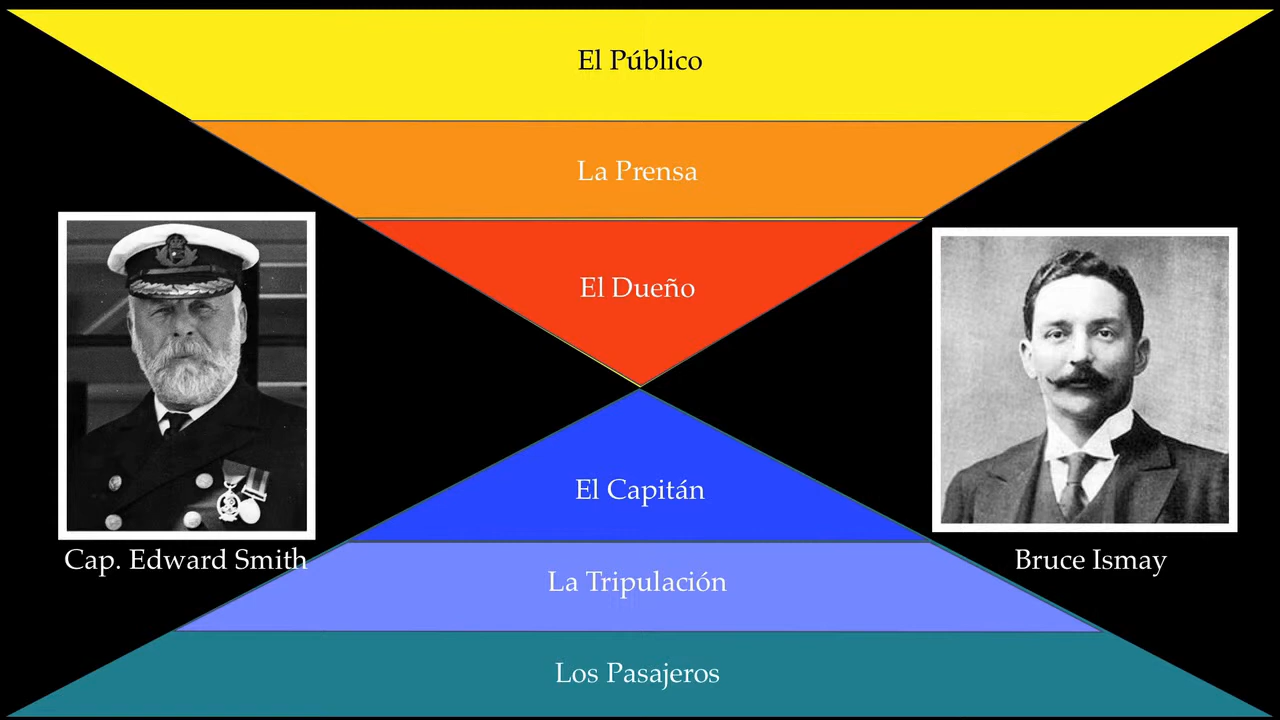 El Público
La Prensa
El Dueño
El Capitán
Cap. Edward Smith
Bruce Ismay
La Tripulación
Los Pasajeros